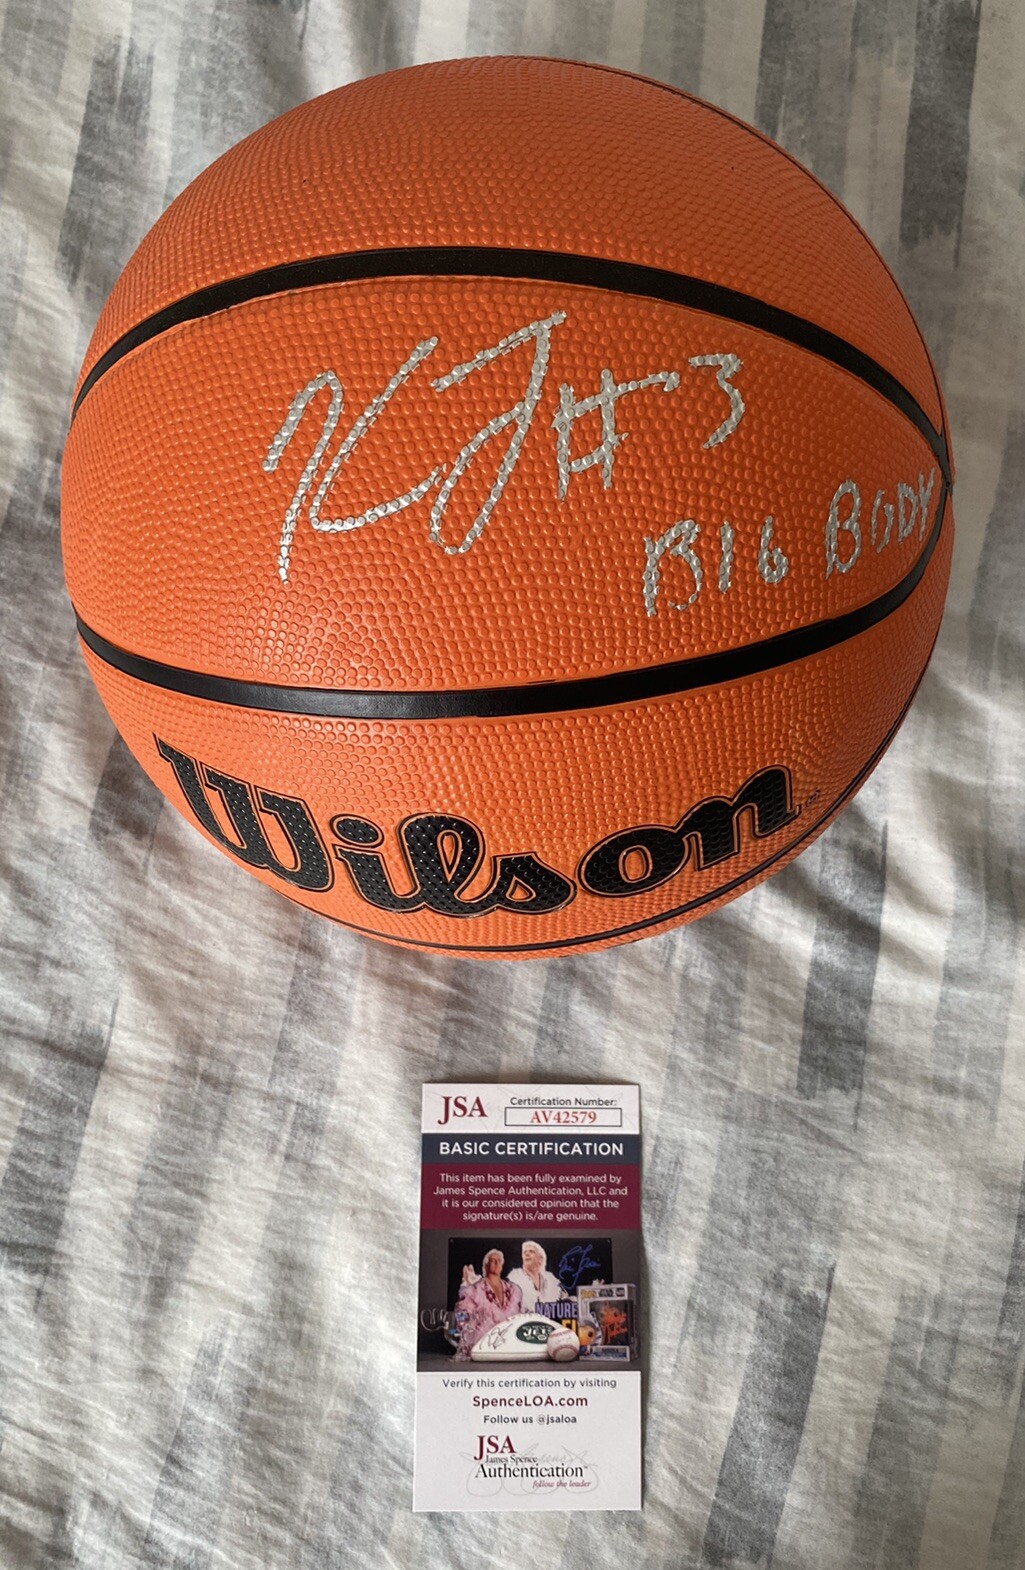 #3
BIG BODY
Wilson
JSA
Certification Number:
AV42579
BASIC CERTIFICATION
This item has been fully examined by
James Spence Authentication, LLC and
it is our considered opinion that the
signature(s) is/are genuine.
NATURE
Verify this certification by visiting
SpenceLOA.com
Follow us @jsaloa
JSA
James Spence
Authentication™
follow the leader